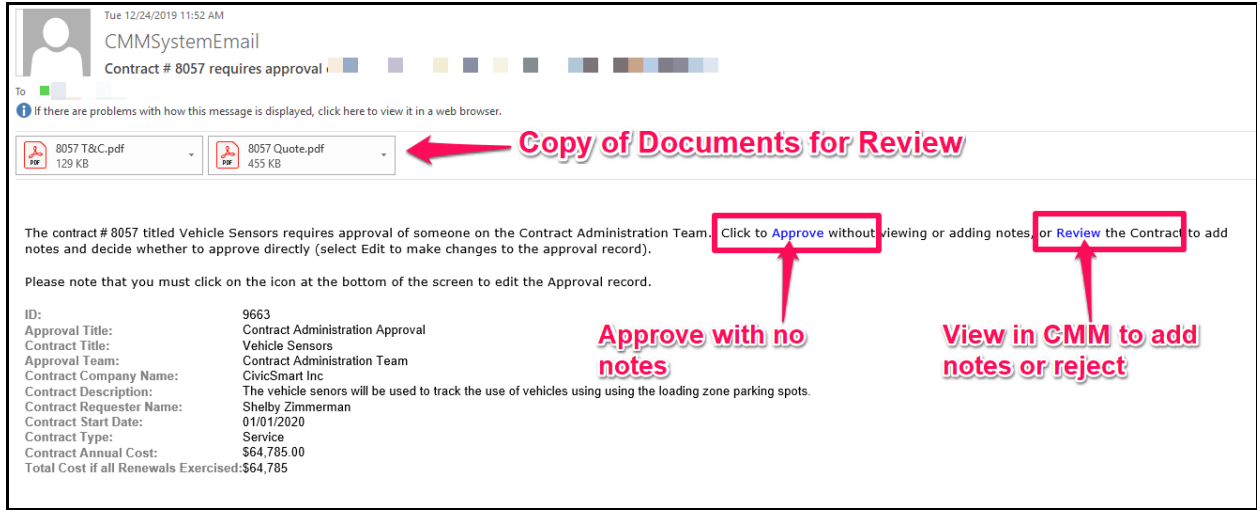 Tue 12/24/2019 11:52 AM
CMMSystemEmail
Contract # 8057 requires approval
To
If there are problems with how this message is displayed, click here to view it in a web browser.
8057 T&C.pdf
129 KB
8057 Quote.pdf
455 KB
Copy of Documents for Review
The contract # 8057 titled Vehicle Sensors requires approval of someone on the Contract Administration Team. Click to Approve without viewing or adding notes, or Review the Contract to add
notes and decide whether to approve directly (select Edit to make changes to the approval record).
Please note that you must click on the icon at the bottom of the screen to edit the Approval record.
Approve with no
notes
View in CMM to add
notes or reject
ID: 9663
Approval Title: Contract Administration Approval
Contract Title: Vehicle Sensors
Approval Team: Contract Administration Team
Contract Company Name: CivicSmart Inc
Contract Description: The vehicle senors will be used to track the use of vehicles using using the loading zone parking spots.
Contract Requester Name: Shelby Zimmerman
Contract Start Date: 01/01/2020
Contract Type: Service
Contract Annual Cost: $64,785.00
Total Cost if all Renewals Exercised:$64,785